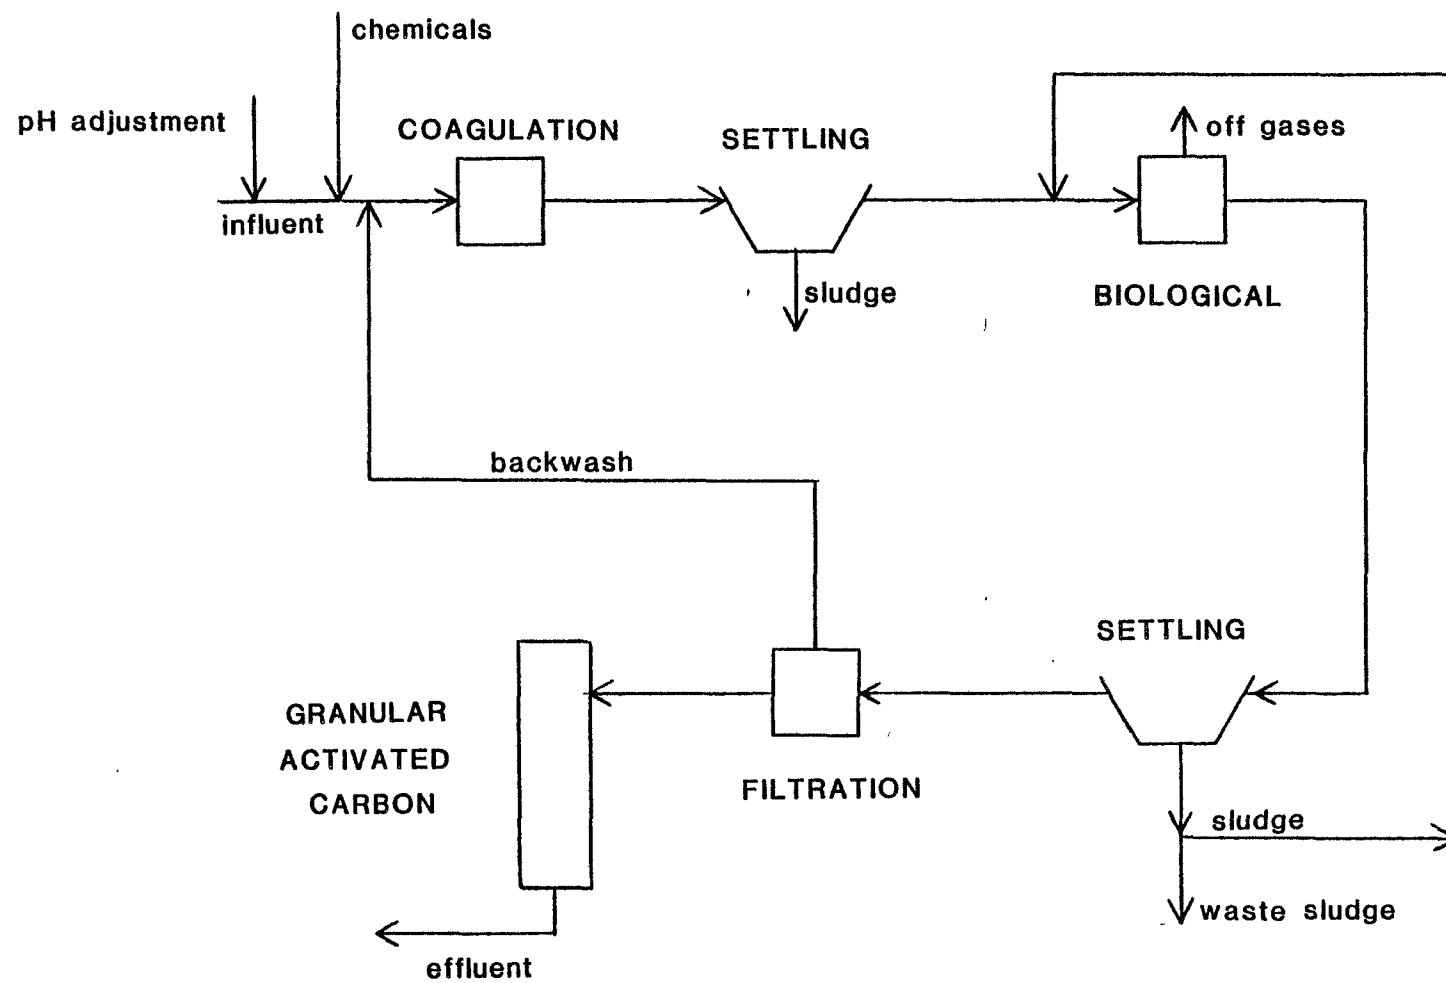 chemicals
pH adjustment
COAGULATION
SETTLING
off gases
influent
sludge
BIOLOGICAL
backwash
SETTLING
GRANULAR
ACTIVATED
CARBON
FILTRATION
sludge
waste sludge
effluent